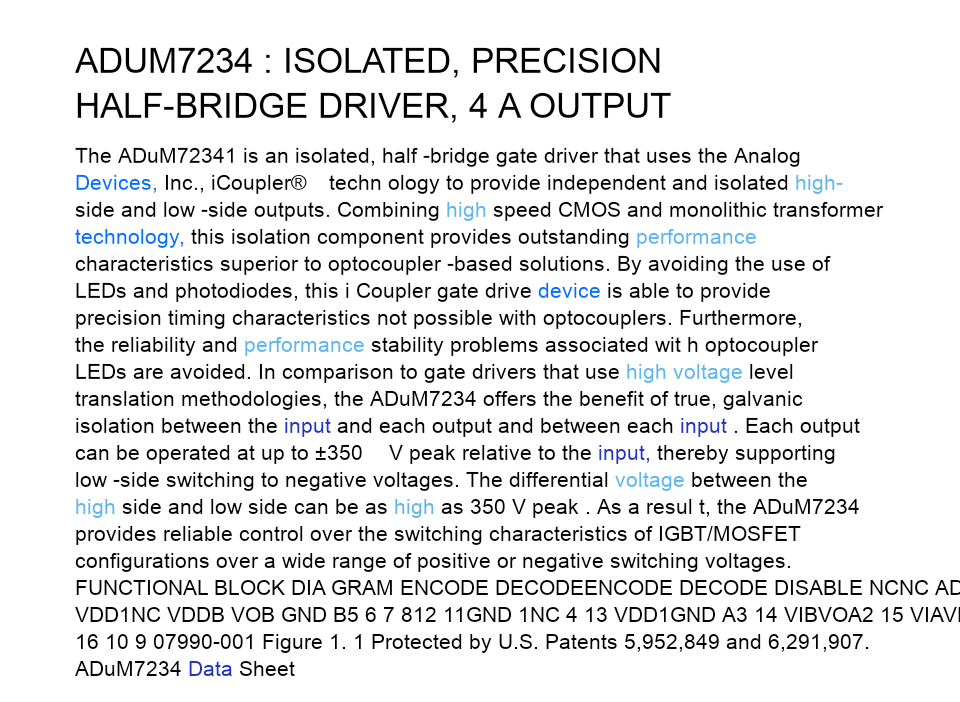 ADUM7234 : ISOLATED, PRECISION
HALF-BRIDGE DRIVER, 4 A OUTPUT
The ADuM72341 is an isolated, half -bridge gate driver that uses the Analog
Devices, Inc., iCoupler® techn ology to provide independent and isolated high-
side and low -side outputs. Combining high speed CMOS and monolithic transformer
technology, this isolation component provides outstanding performance
characteristics superior to optocoupler -based solutions. By avoiding the use of
LEDs and photodiodes, this i Coupler gate drive device is able to provide
precision timing characteristics not possible with optocouplers. Furthermore,
the reliability and performance stability problems associated wit h optocoupler
LEDs are avoided. In comparison to gate drivers that use high voltage level
translation methodologies, the ADuM7234 offers the benefit of true, galvanic
isolation between the input and each output and between each input . Each output
can be operated at up to ±350 V peak relative to the input, thereby supporting
low -side switching to negative voltages. The differential voltage between the
high side and low side can be as high as 350 V peak . As a resul t, the ADuM7234
provides reliable control over the switching characteristics of IGBT/MOSFET
configurations over a wide range of positive or negative switching voltages.
FUNCTIONAL BLOCK DIA GRAM ENCODE DECODEENCODE DECODE DISABLE NCNC AD
VDD1NC VDDB VOB GND B5 6 7 812 11GND 1NC 4 13 VDD1GND A3 14 VIBVOA2 15 VIAV
16 10 9 07990-001 Figure 1. 1 Protected by U.S. Patents 5,952,849 and 6,291,907.
ADuM7234 Data Sheet